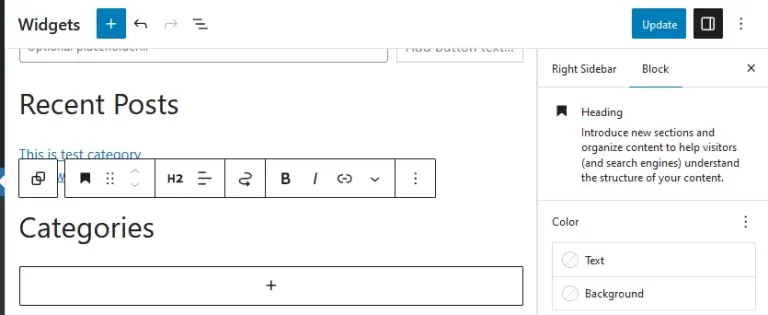 Widgets
Update
Optional placeholder...
Add button text...
Recent Posts
This is test category
H2
B I
Categories
Right Sidebar
Block
Heading
Introduce new sections and
organize content to help visitors
(and search engines) understand
the structure of your content.
Color
Text
Background